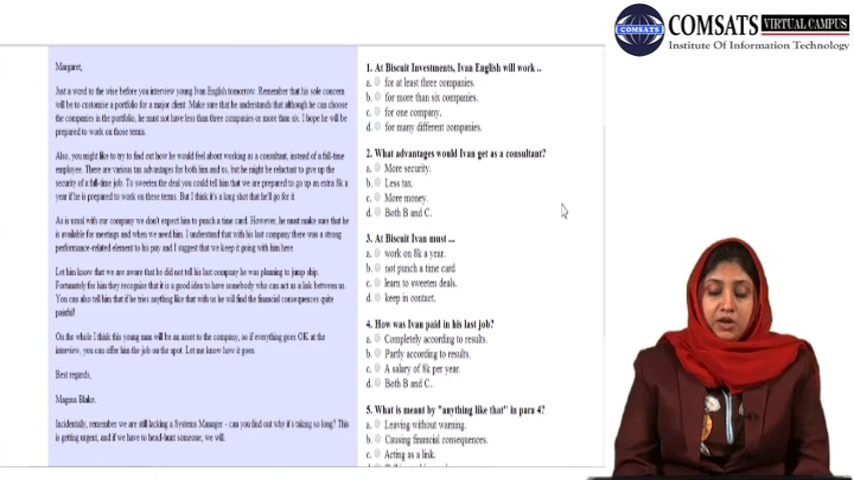 COMSATS
COMSATS VIRTUAL CAMPUS
Institute Of Information Technology
Margaret,
Just a word to the wise before you interview young Ivan English tomorrow. Remember that his sole concern
will be to customise a portfolio for a major client. Make sure that he understands that although he can choose
the companies in the portfolio, he must not have less than three companies or more than six. I hope he will be
prepared to work on those terms.
Also, you might like to try to find out how he would feel about working as a consultant, instead of a full-time
employee. There are various tax advantages for both him and us, but he might be reluctant to give up the
security of a full-time job. To sweeten the deal you could tell him that we are prepared to go up an extra 8k a
year if he is prepared to work on these terms. But I think it's a long shot that he'll go for it.
As is usual with our company we don't expect him to punch a time card. However, he must make sure that he
is available for meetings and when we need him. I understand that with his last company there was a strong
performance-related element to his pay and I suggest that we keep it going with him here.
Let him know that we are aware that he did not tell his last company he was planning to jump ship.
Fortunately for him they recognise that it is a good idea to have somebody who can act as a link between us.
You can also tell him that if he tries anything like that with us he will find the financial consequences quite
painful!
On the whole I think this young man will be an asset to the company, so if everything goes OK at the
interview, you can offer him the job on the spot. Let me know how it goes.
Best regards,
Magnus Blake.
Incidentally, remember we are still lacking a Systems Manager - can you find out why it's taking so long? This
is getting urgent, and if we have to head-hunt someone, we will.
1. At Biscuit Investments, Ivan English will work ..
a. for at least three companies.
b. for more than six companies.
c. for one company.
d. for many different companies.
2. What advantages would Ivan get as a consultant?
a. More security.
b. Less tax.
c. More money.
d. Both B and C.
3. At Biscuit Ivan must ...
a. work on 8k a year.
b. not punch a time card
c. learn to sweeten deals.
d. keep in contact.
4. How was Ivan paid in his last job?
a. Completely according to results.
b. Partly according to results.
c. A salary of 8k per year.
d. Both B and C..
5. What is meant by "anything like that" in para 4?
a. Leaving without warning.
b. Causing financial consequences.
c. Acting as a link.